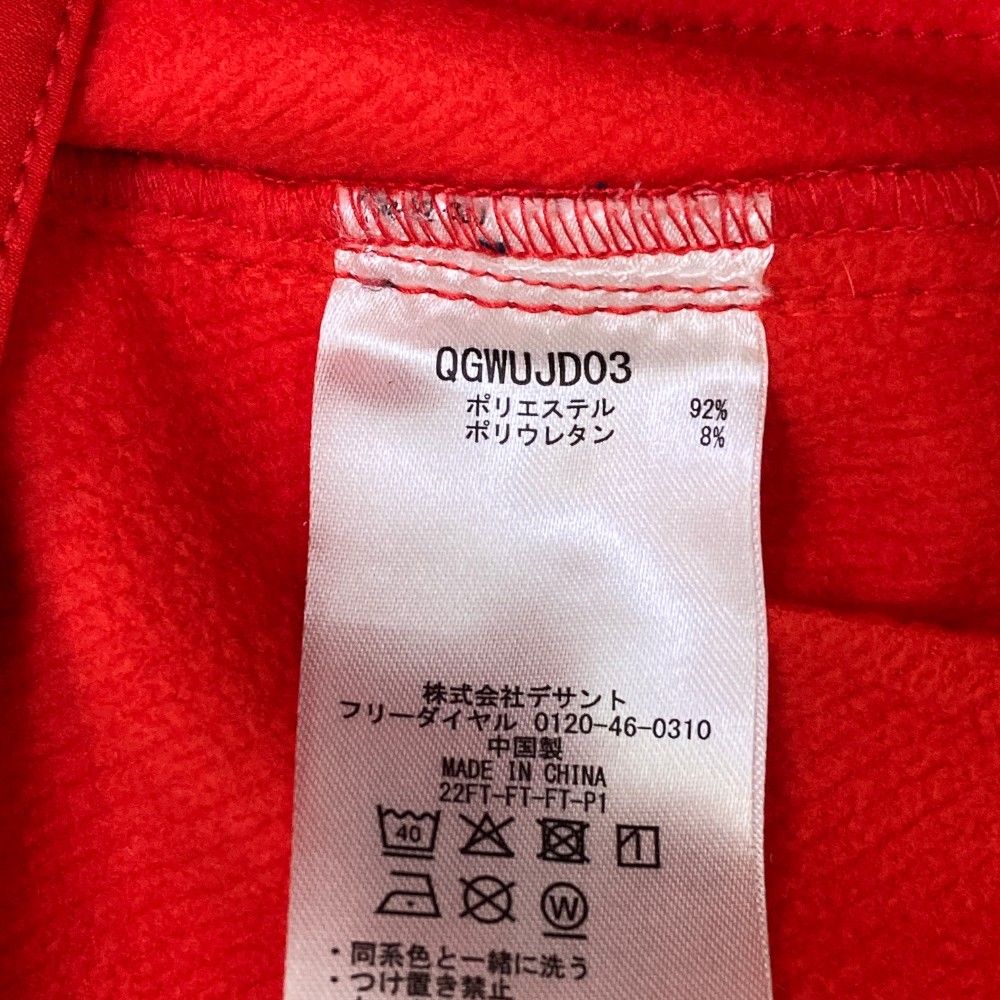 QGWUJD03
ポリエステル 92%
ポリウレタン 8%
株式会社デサント
フリーダイヤル 0120-46-0310
中国製
MADE IN CHINA
22FT-FT-FT-P1
40
W
・同系色と一緒に洗う
・つけ置き禁止